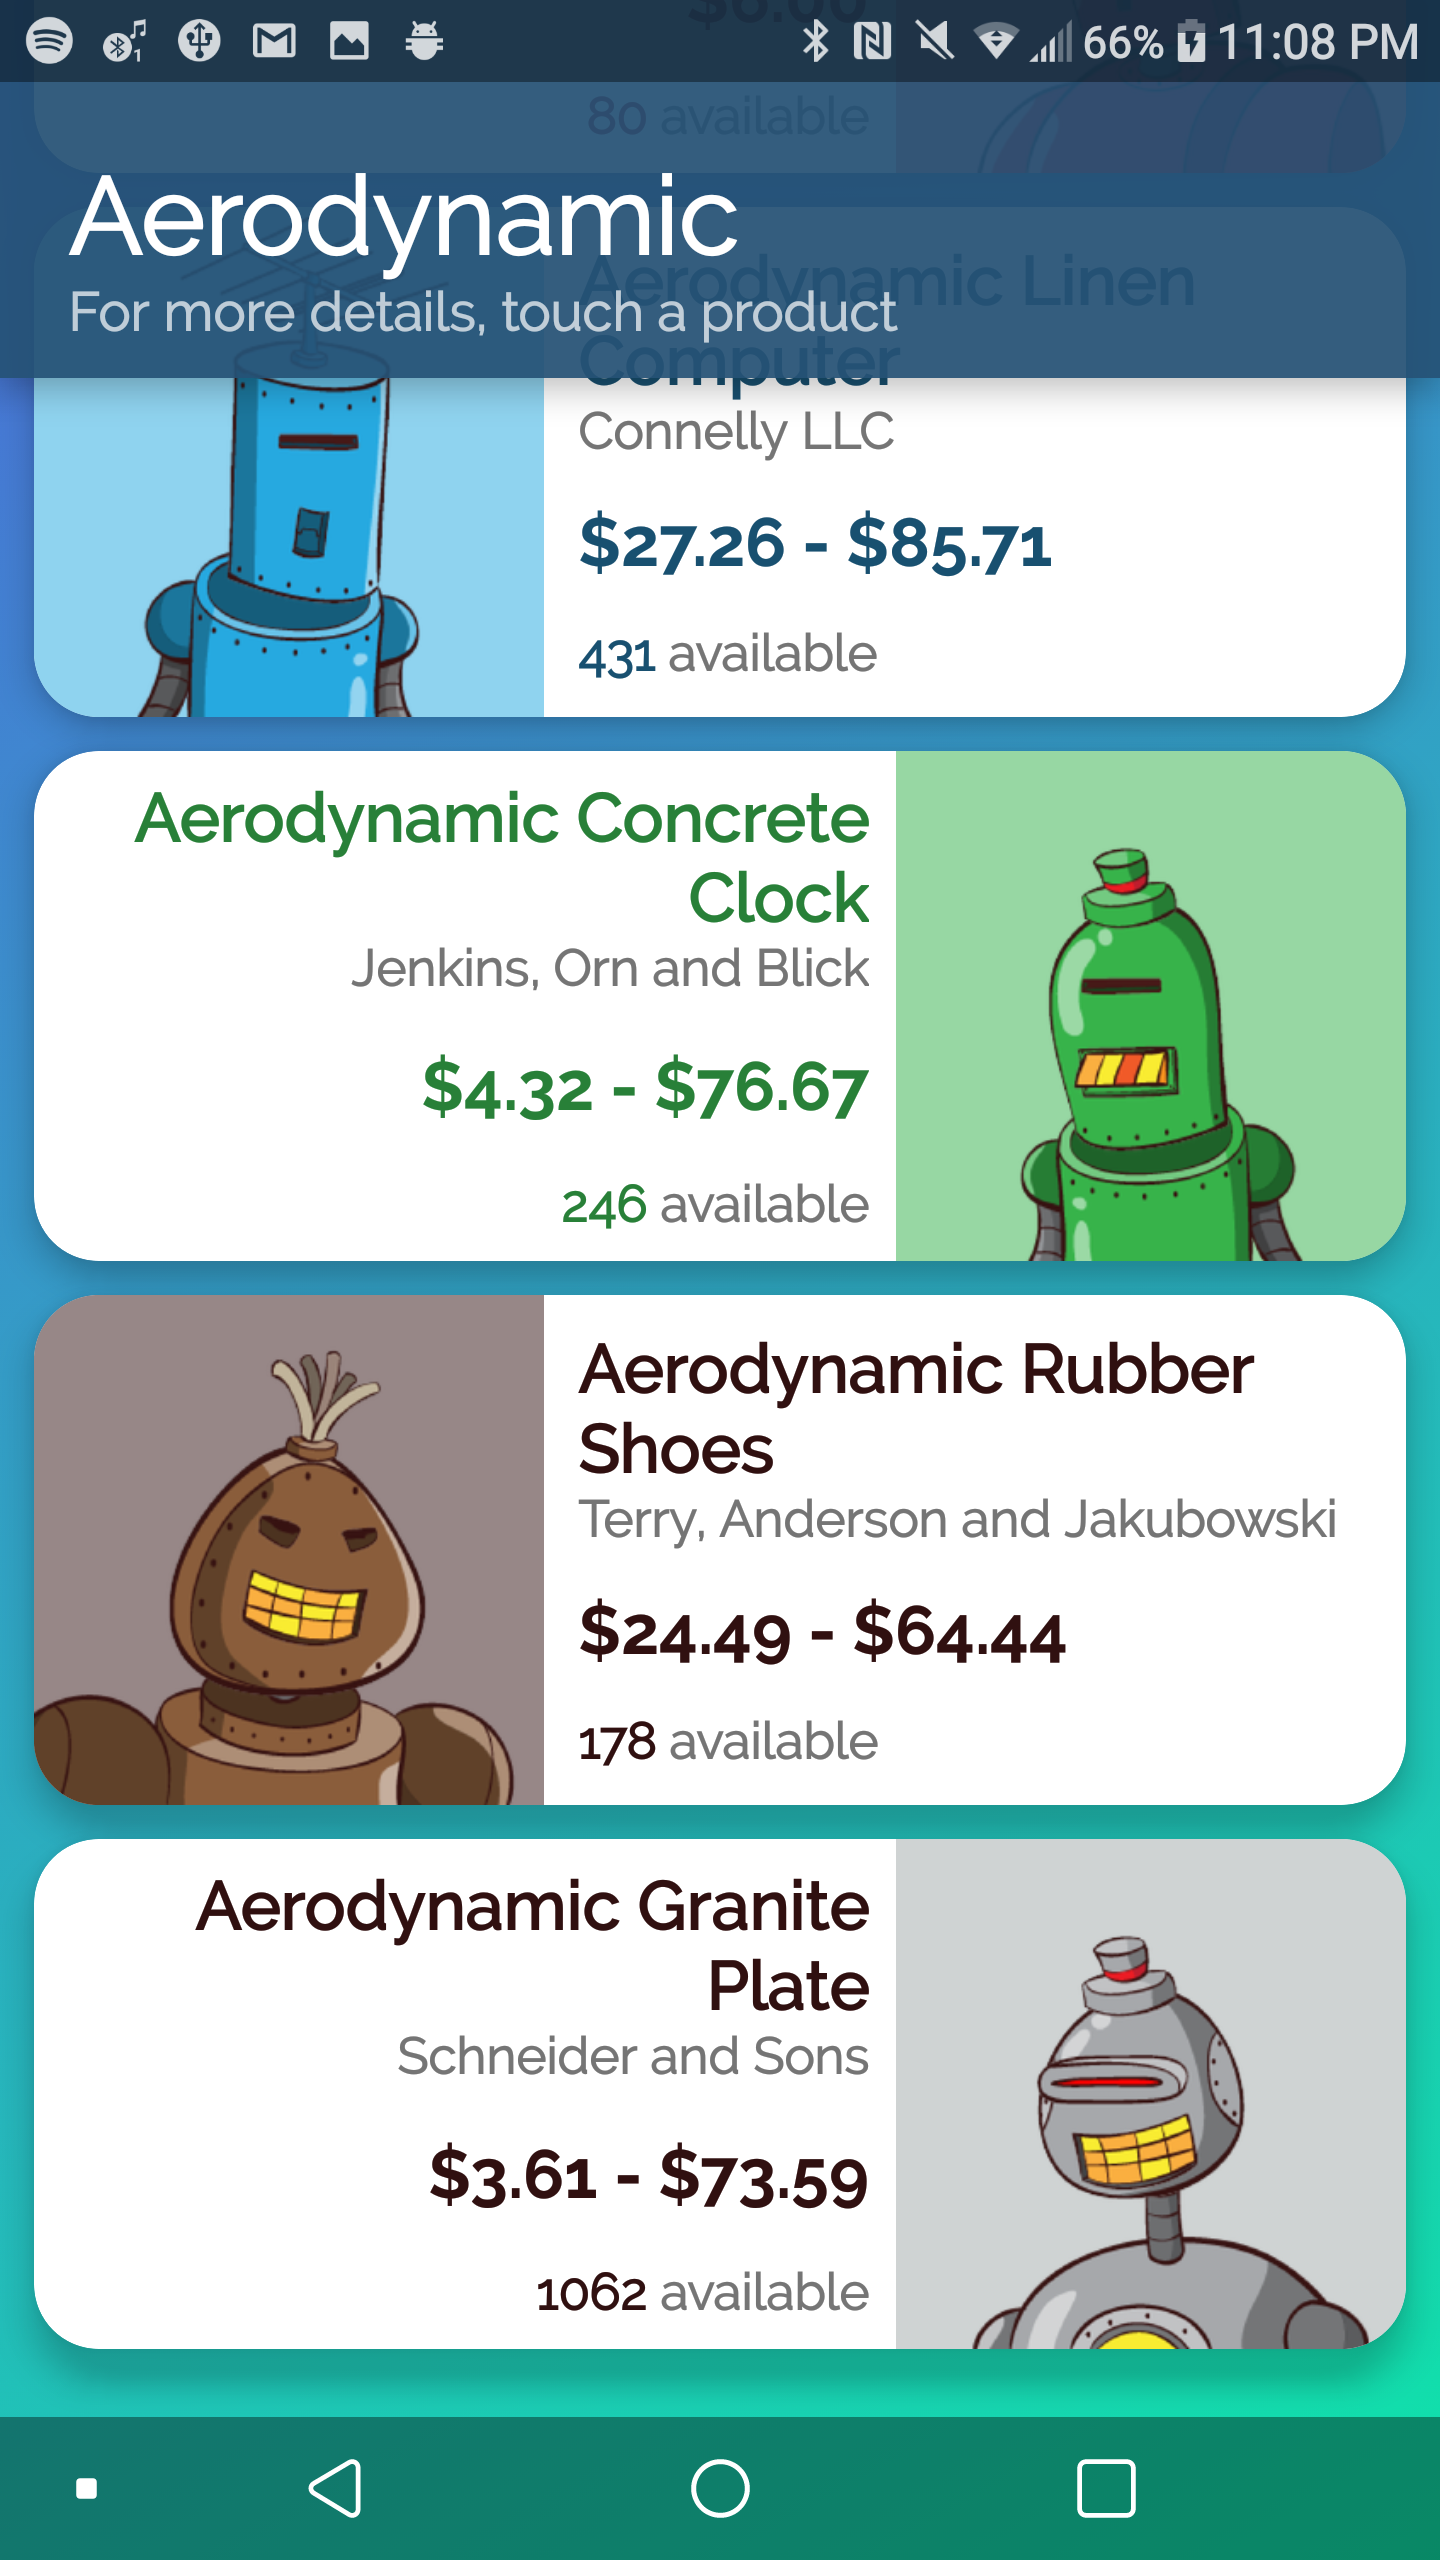 66% 11:08 PM
80 available
Aerodynamic
For more details, touch a product
Aerodynamic Linen
Computer
Connelly LLC
$27.26 - $85.71
431 available
Aerodynamic Concrete
Clock
Jenkins, Orn and Blick
$4.32 - $76.67
246 available
Aerodynamic Rubber
Shoes
Terry, Anderson and Jakubowski
$24.49 - $64.44
178 available
Aerodynamic Granite
Plate
Schneider and Sons
$3.61 - $73.59
1062 available